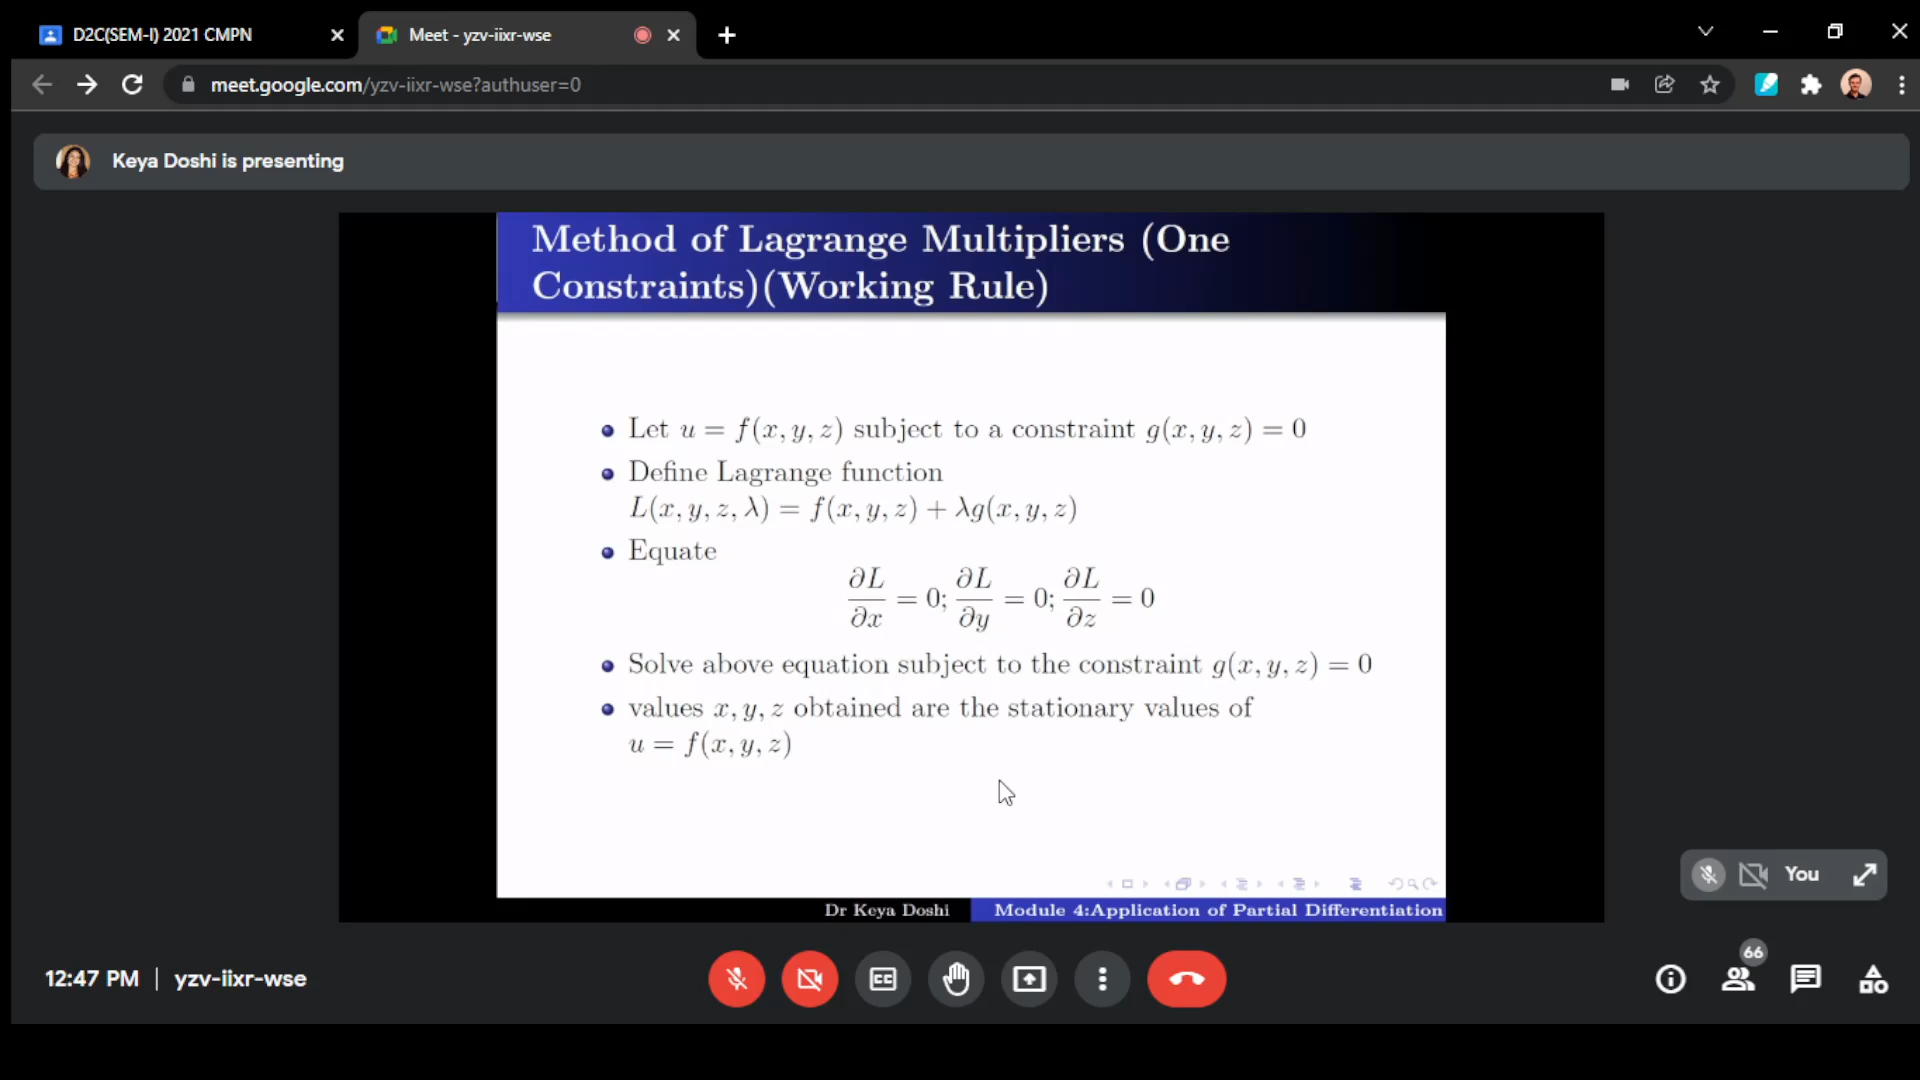 D2C(SEM-I) 2021 CMPN
Meet - yzv-iixr-wse
meet.google.com/yzv-iixr-wse?authuser=0
Keya Doshi is presenting
Method of Lagrange Multipliers (One
Constraints)(Working Rule)
Let u = f(x, y, z) subject to a constraint g(x, y, z) = 0
Define Lagrange function
L(x, y, z, λ) = f(x, y, z) + λg(x, y, z)
Equate
∂L/∂x = 0; ∂L/∂y = 0; ∂L/∂z = 0
Solve above equation subject to the constraint g(x, y, z) = 0
values x, y, z obtained are the stationary values of
u = f(x, y, z)
You
Dr Keya Doshi
Module 4:Application of Partial Differentiation
12:47 PM | yzv-iixr-wse
CC
66